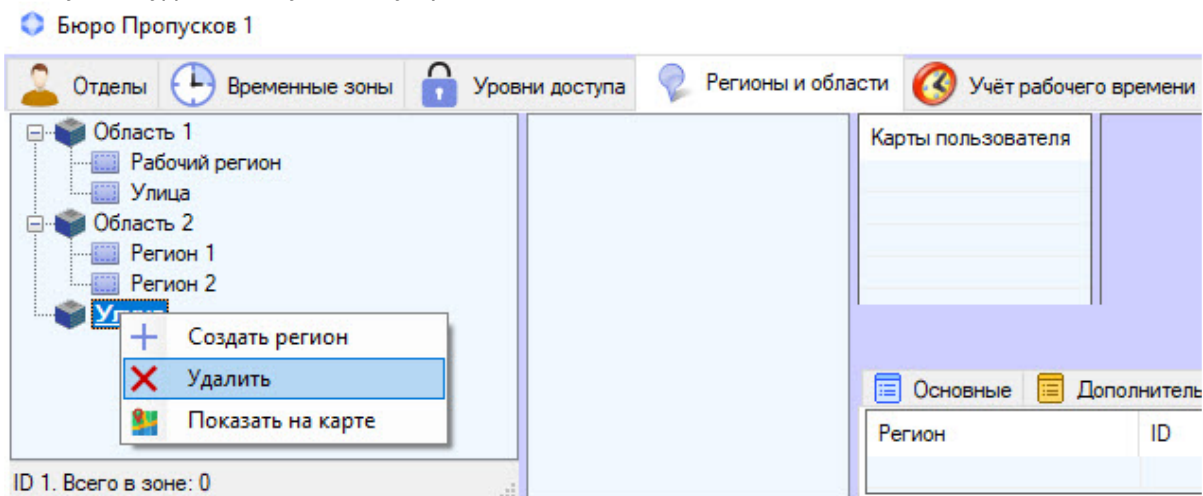 Бюро Пропусков 1
Отделы Временные зоны Уровни доступа Регионы и области Учёт рабочего времени
Область 1
Карты пользователя
Рабочий регион
Улица
Область 2
Регион 1
Регион 2
Создать регион
Удалить
Основные Дополнитель
Показать на карте
Регион ID
ID 1. Всего в зоне: 0